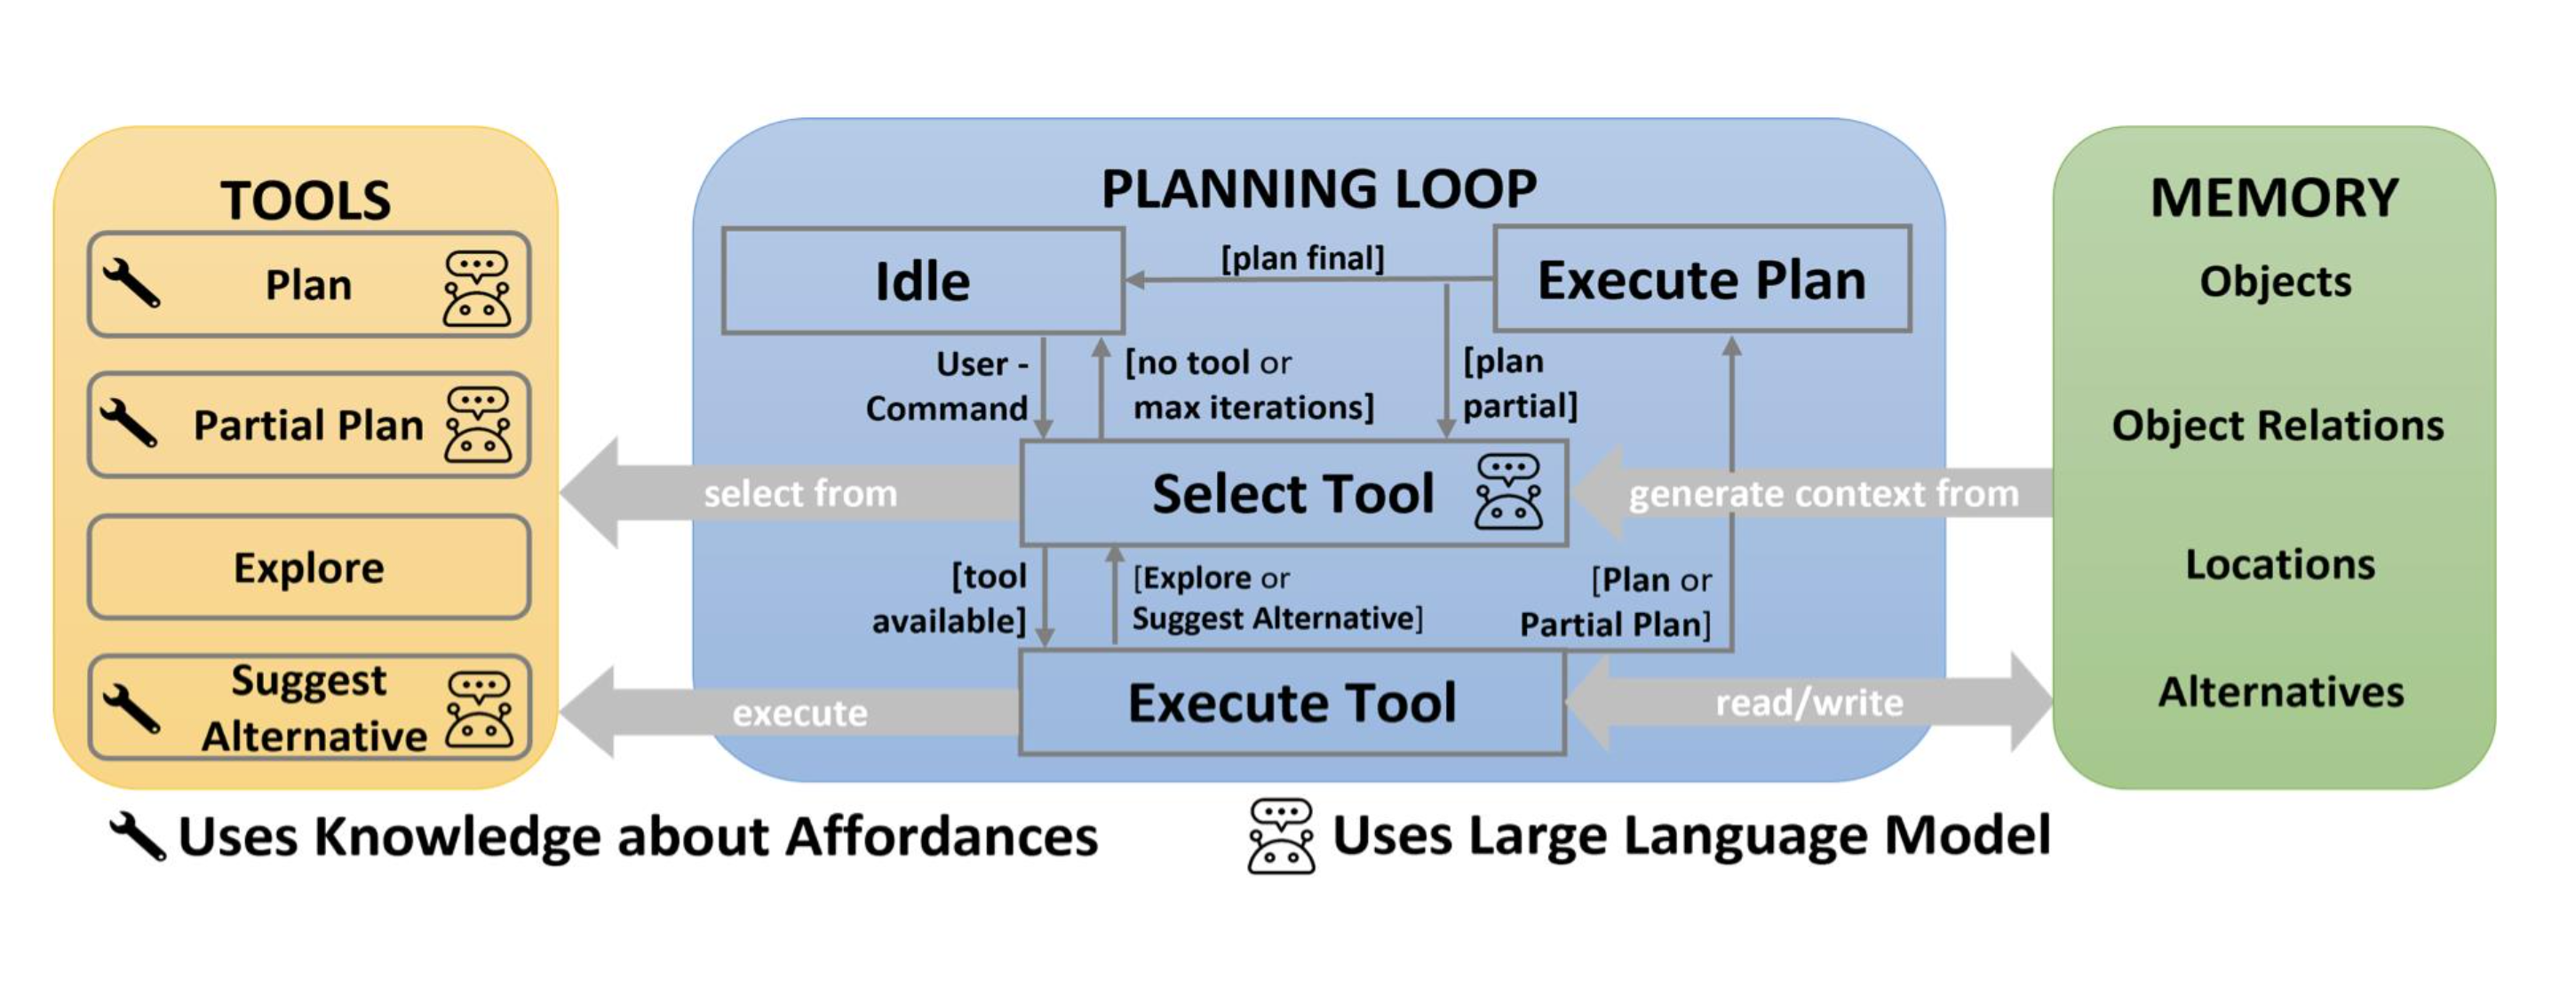 TOOLS
Plan
Partial Plan
Explore
Suggest
Alternative
PLANNING LOOP
Idle
[plan final]
Execute Plan
User -
Command
[no tool or
max iterations]
[plan
partial]
select from
Select Tool
generate context from
[tool
available]
[Explore or
Suggest Alternative]
[Plan or
Partial Plan]
execute
Execute Tool
read/write
MEMORY
Objects
Object Relations
Locations
Alternatives
Uses Knowledge about Affordances
Uses Large Language Model